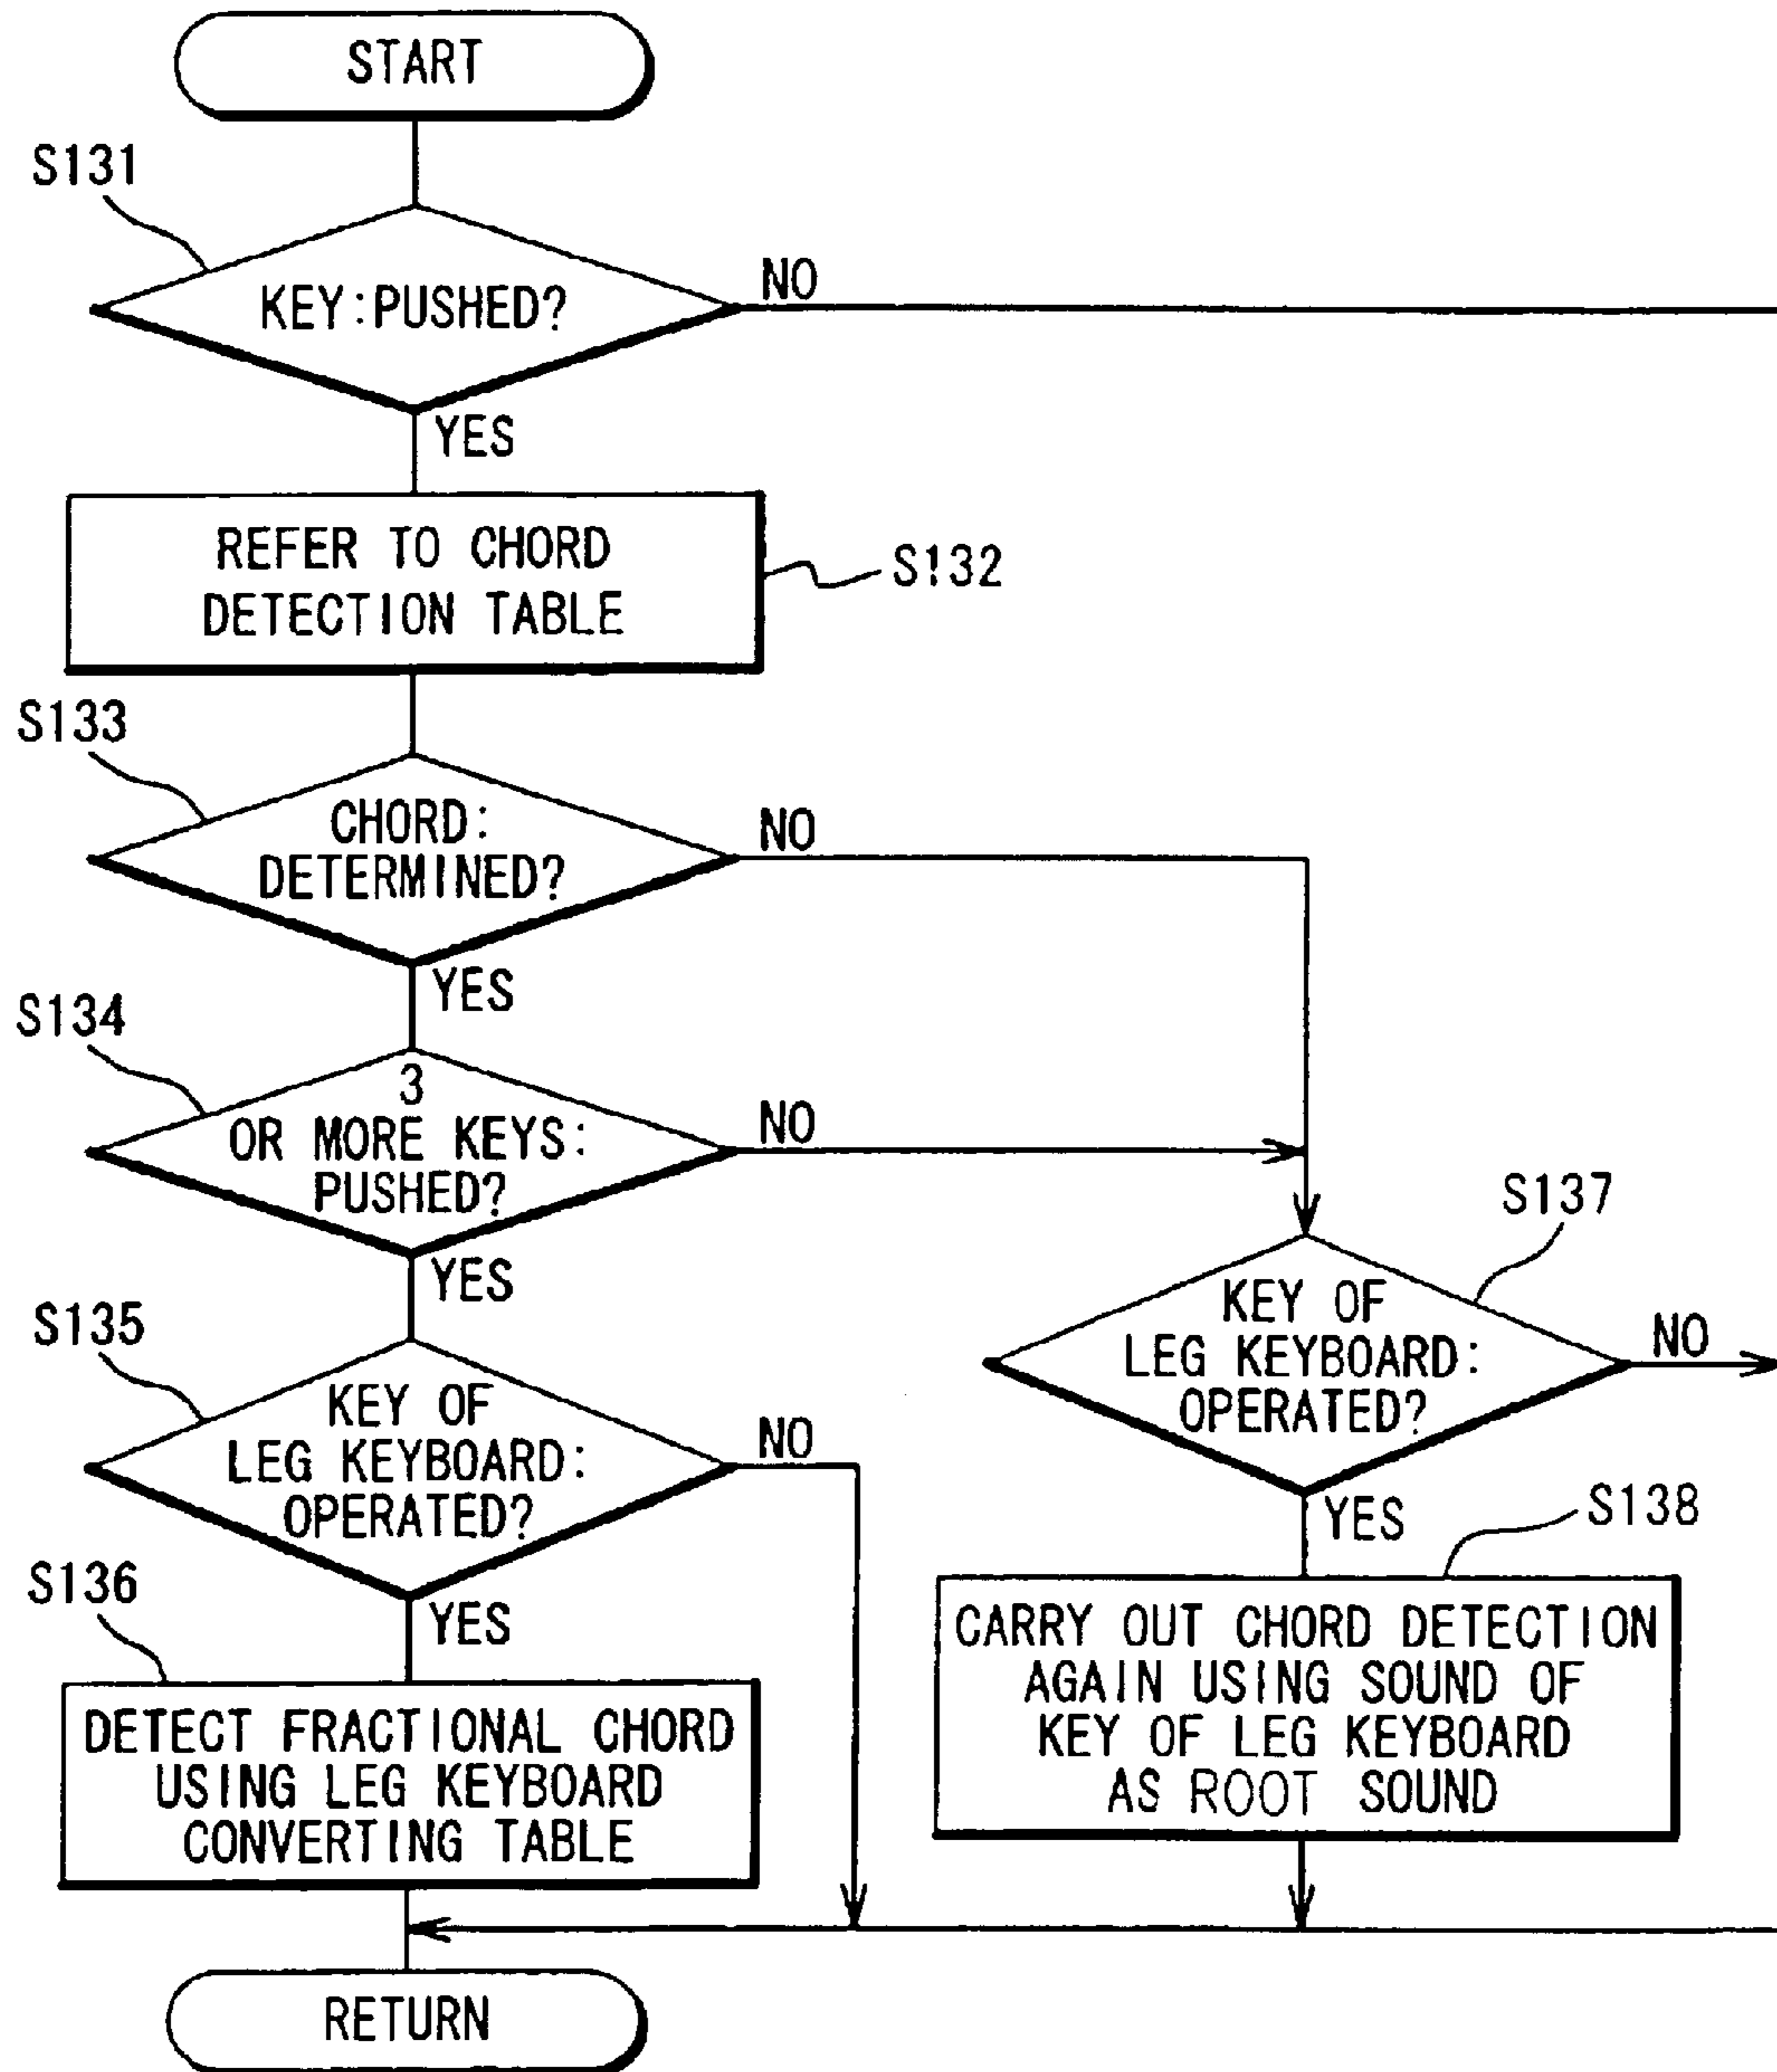 START
S131
KEY:PUSHED?
NO
YES
REFER TO CHORD
DETECTION TABLE
S132
S133
CHORD:
DETERMINED?
NO
YES
S134
3
OR MORE KEYS:
PUSHED?
NO
YES
S135
KEY OF
LEG KEYBOARD:
OPERATED?
NO
YES
S136
DETECT FRACTIONAL CHORD
USING LEG KEYBOARD
CONVERTING TABLE
S137
KEY OF
LEG KEYBOARD:
OPERATED?
NO
YES
S138
CARRY OUT CHORD DETECTION
AGAIN USING SOUND OF
KEY OF LEG KEYBOARD
AS ROOT SOUND
RETURN